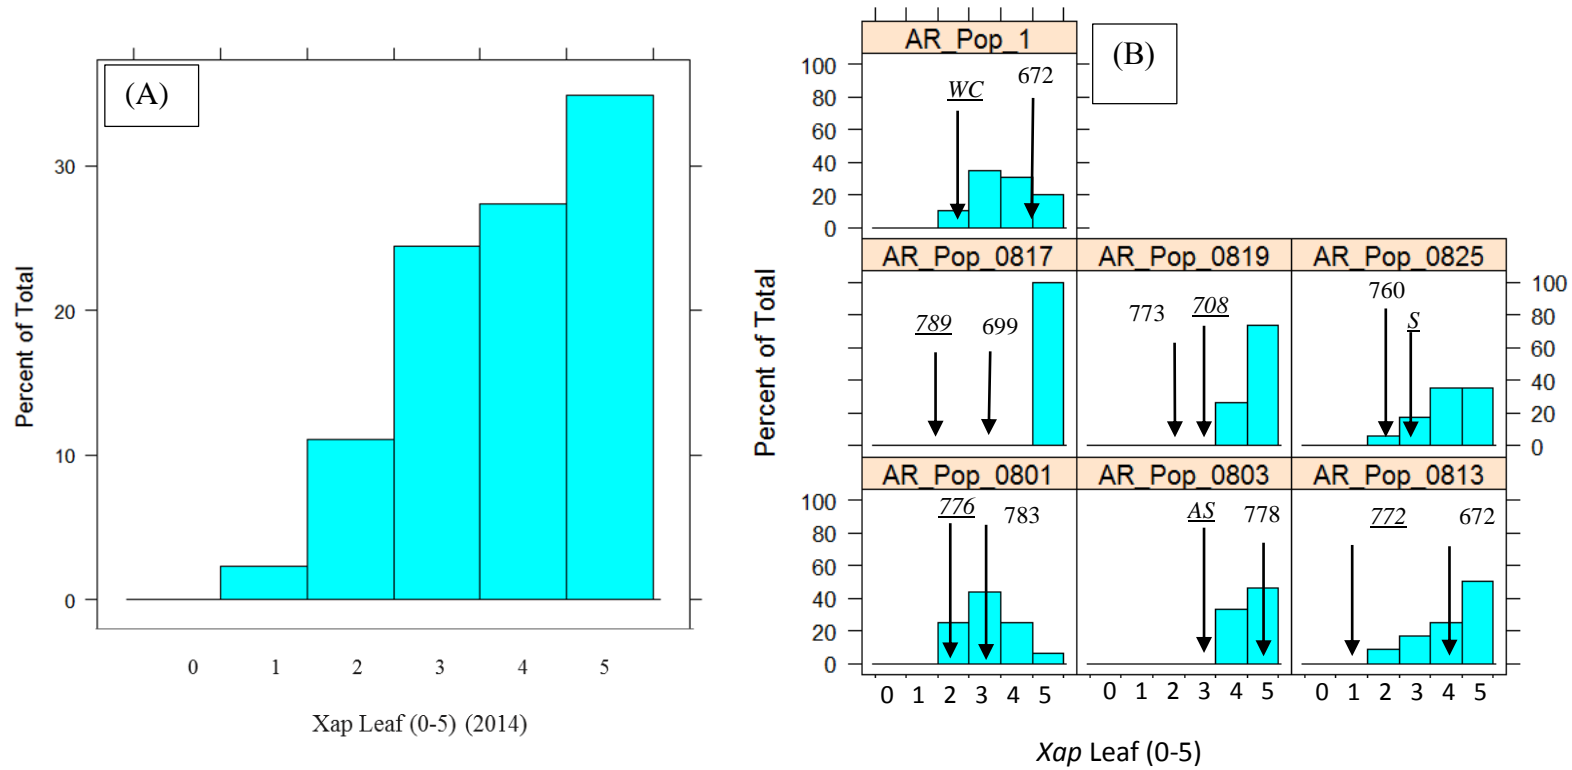 (A)
30
20
10
0
Percent of Total
0 1 2 3 4 5
Xap Leaf (0-5) (2014)
(B)
AR_Pop_1
100
80
60
40
20
0
WC
672
AR_Pop_0817 AR_Pop_0819 AR_Pop_0825
789 699
773 708
760
S
100
80
60
40
20
0
Percent of Total
AR_Pop_0801 AR_Pop_0803 AR_Pop_0813
100
80
60
40
20
0
776 783
AS 778
772 672
0 1 2 3 4 5 0 1 2 3 4 5 0 1 2 3 4 5
Xap Leaf (0-5)